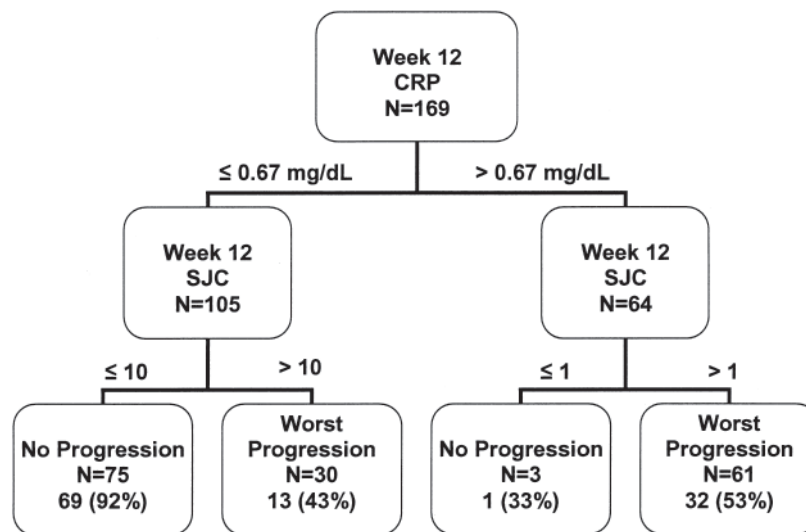 Week 12
CRP
N=169
≤ 0.67 mg/dL
> 0.67 mg/dL
Week 12
SJC
N=105
Week 12
SJC
N=64
≤ 10
> 10
≤ 1
> 1
No Progression
N=75
69 (92%)
Worst
Progression
N=30
13 (43%)
No Progression
N=3
1 (33%)
Worst
Progression
N=61
32 (53%)